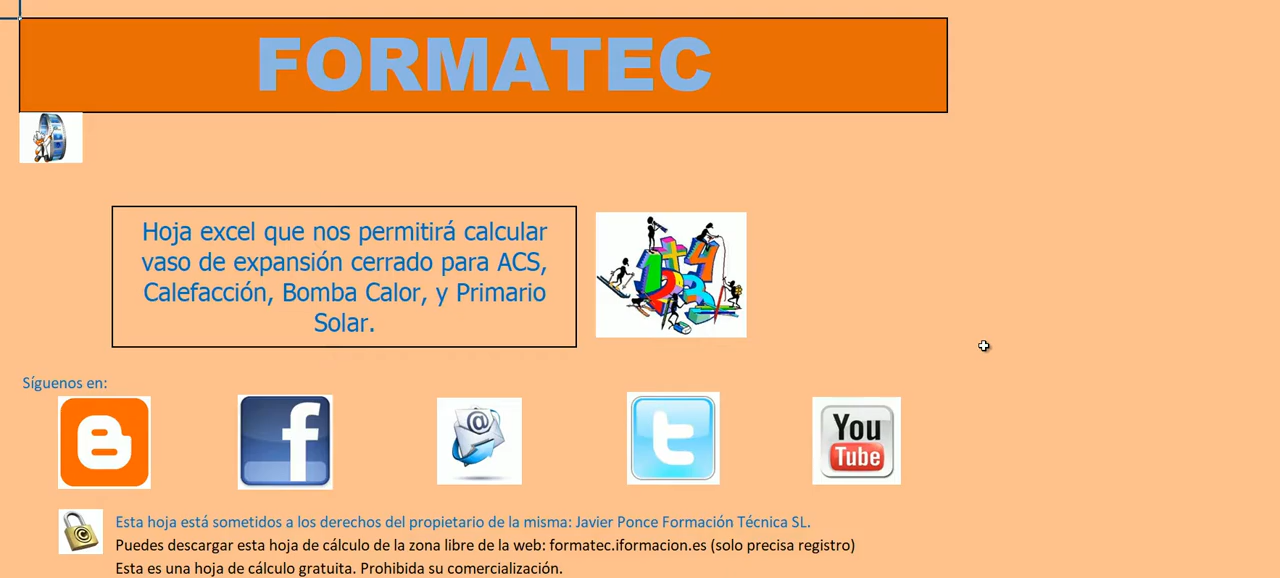 FORMATEC
Hoja excel que nos permitirá calcular
vaso de expansión cerrado para ACS,
Calefacción, Bomba Calor, y Primario
Solar.
Síguenos en:
You
Tube
Esta hoja está sometidos a los derechos del propietario de la misma: Javier Ponce Formación Técnica SL.
Puedes descargar esta hoja de cálculo de la zona libre de la web: formatec.iformacion.es (solo precisa registro)
Esta es una hoja de cálculo gratuita. Prohibida su comercialización.